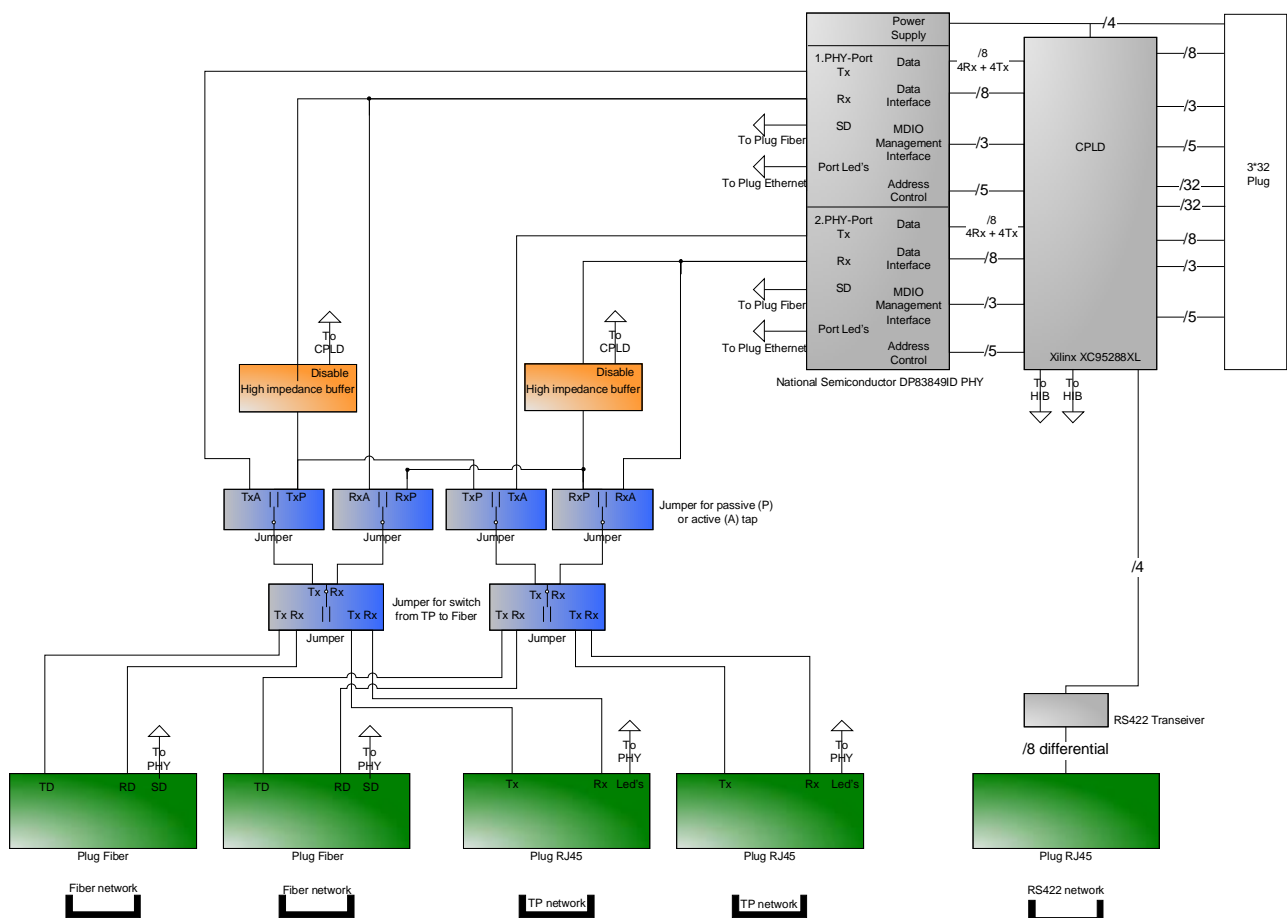 Power
Supply
/4
1.PHY-Port
Tx
Data
/8
4Rx + 4Tx
/8
Rx
Data
Interface
/8
/3
SD
To Plug Fiber
MDIO
Management
Interface
/3
CPLD
/5
3*32
Plug
Port Led's
To Plug Ethernet
Address
Control
/5
/32
/32
2.PHY-Port
Tx
Data
/8
4Rx + 4Tx
/8
Rx
Data
Interface
/8
/3
SD
To Plug Fiber
MDIO
Management
Interface
/3
/5
Port Led's
To Plug Ethernet
Address
Control
/5
Xilinx XC95288XL
National Semiconductor DP83849ID PHY
To
HIB
To
HIB
To
CPLD
Disable
High impedance buffer
To
CPLD
Disable
High impedance buffer
TxA
TxP
RxA
RxP
TxP
TxA
RxP
RxA
Jumper for passive (P)
or active (A) tap
Jumper
Jumper
Jumper
Jumper
/4
Tx
Rx
Tx Rx
Tx Rx
Jumper
Jumper for switch
from TP to Fiber
Tx
Rx
Tx Rx
Tx Rx
Jumper
RS422 Transeiver
/8 differential
To
PHY
To
PHY
To
PHY
To
PHY
TD
RD
SD
TD
RD
SD
Tx
Rx
Led's
Tx
Rx
Led's
Plug Fiber
Plug Fiber
Plug RJ45
Plug RJ45
Plug RJ45
Fiber network
Fiber network
TP network
TP network
RS422 network